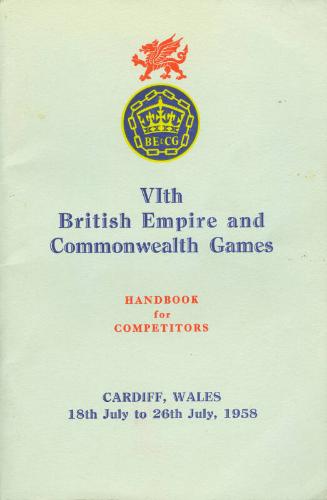 BE&CG
VIth
British Empire and
Commonwealth Games
HANDBOOK
for
COMPETITORS
CARDIFF, WALES
18th July to 26th July, 1958